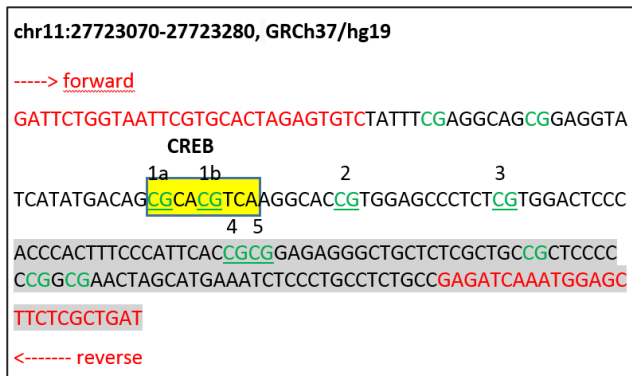 chr11:27723070-27723280, GRCh37/hg19
-----> forward
GATTCTGGTAATTCGTGCACTAGAGTGTCTATTTCGAGGCAGCGGAGGTA
CREB
1a 1b 2 3
TCATATGACAGCGCACGTCAAGGCACCGTGGAGCCCTCTCGTGGACTCCC
4 5
ACCCACTTTCCCATTCACCGCGGAGAGGGCTGCTCTCGCTGCCGCTCCCC
CCGGCGAACTAGCATGAAATCTCCCTGCCTCTGCCGAGATCAAATGGAGC
TTCTCGCTGAT
<------- reverse